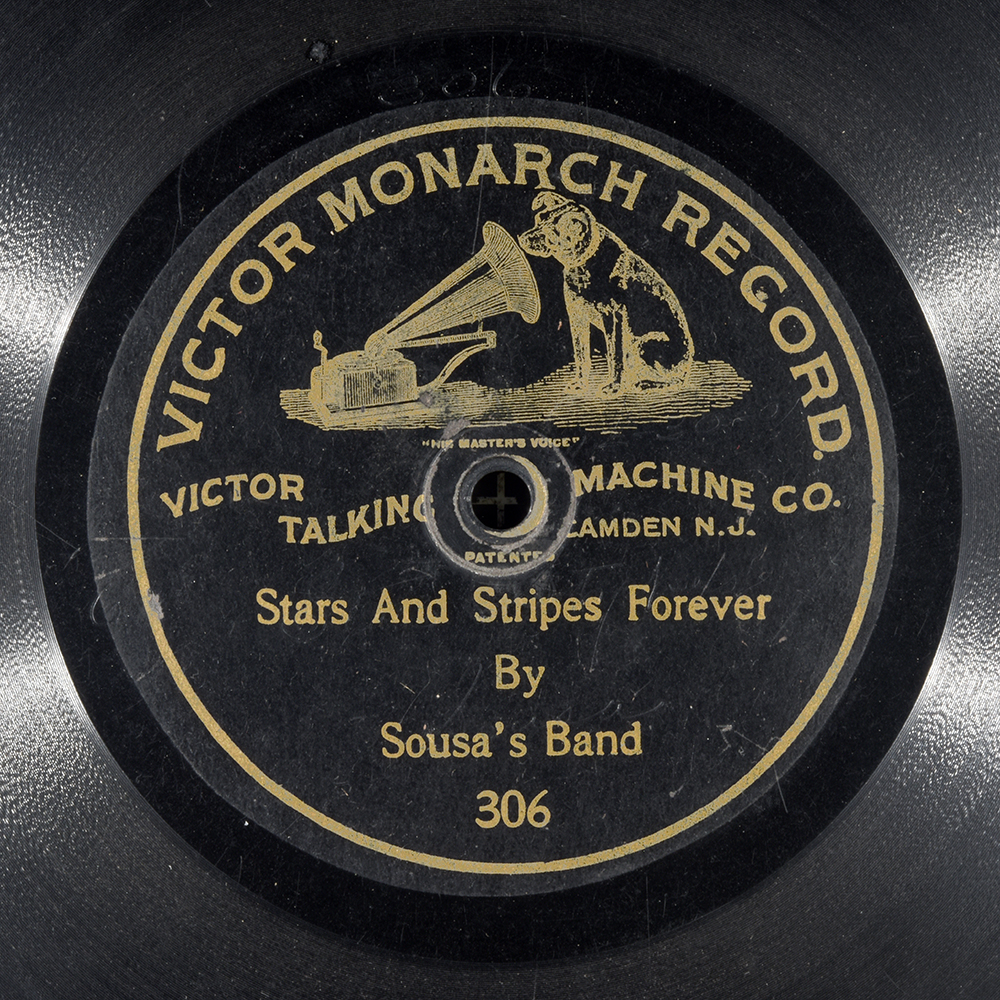 306
VICTOR MONARCH RECORD.
"HIS MASTER'S VOICE"
VICTOR TALKING MACHINE CO.
CAMDEN N.J.
PATENTED
Stars And Stripes Forever
By
Sousa's Band
306